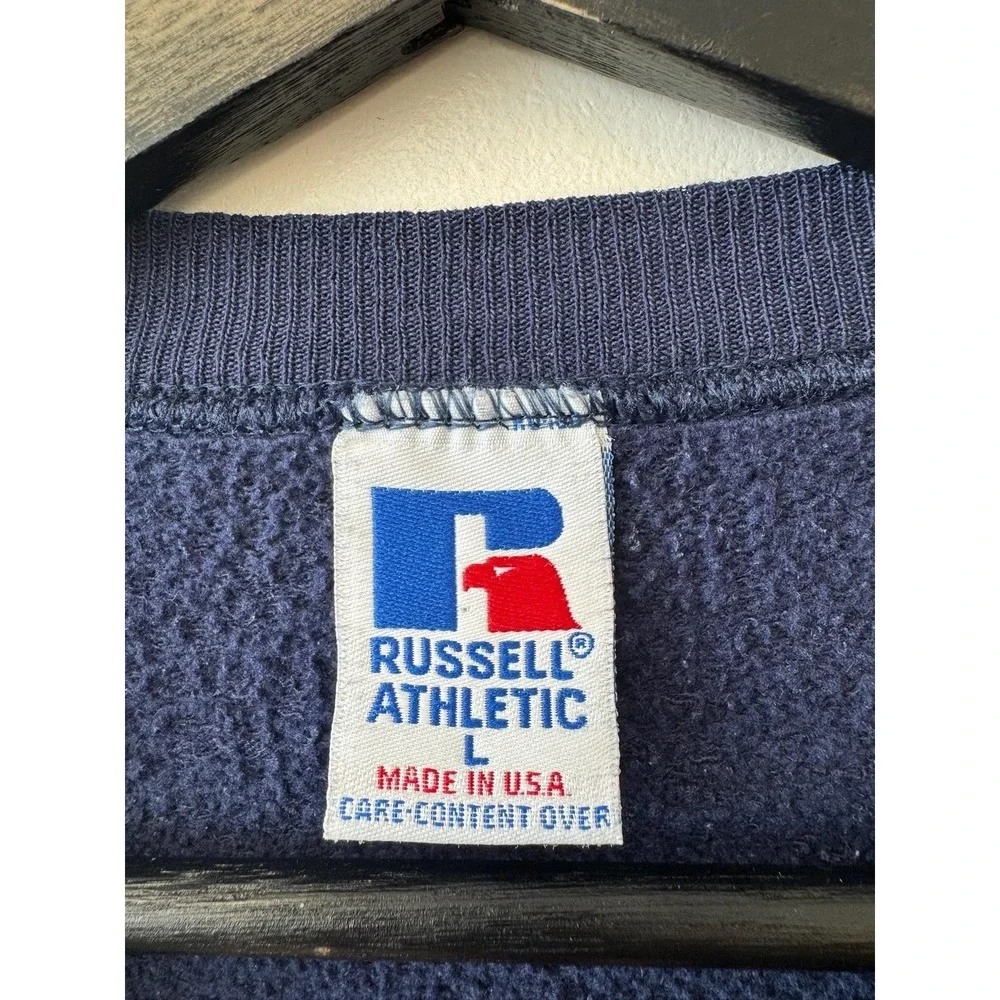 RUSSELL®
ATHLETIC
L
MADE IN U.S.A.
CARE-CONTENT OVER